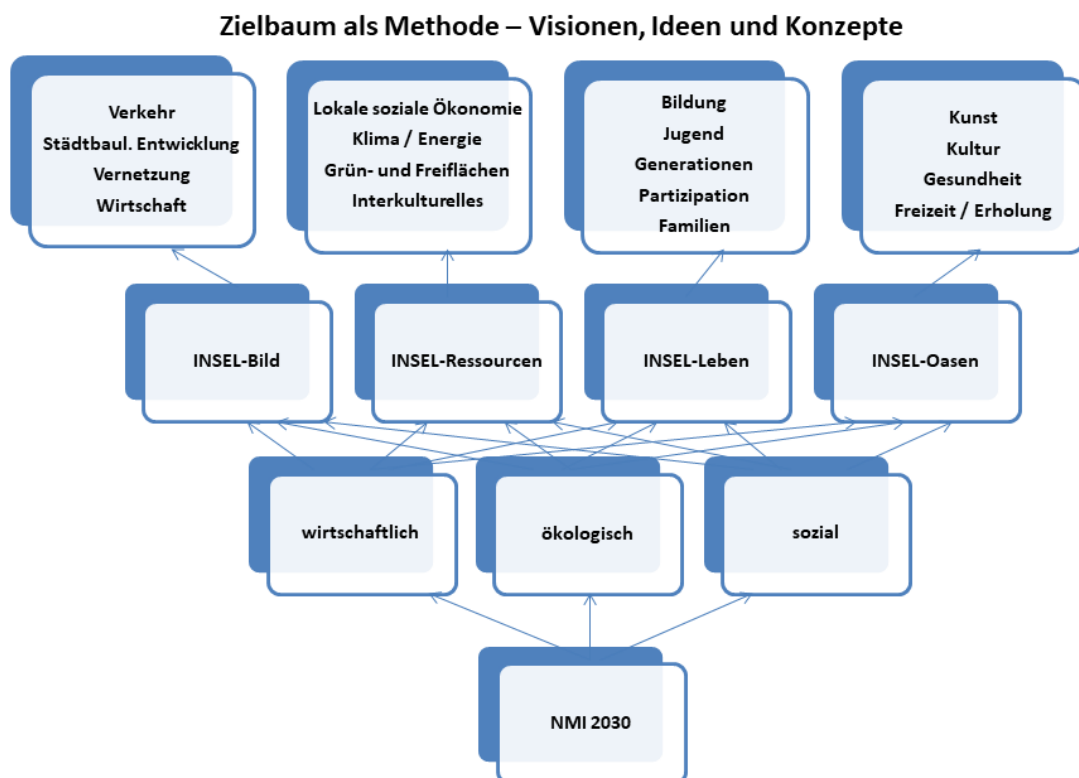 Zielbaum als Methode – Visionen, Ideen und Konzepte
Verkehr
Städtbaul. Entwicklung
Vernetzung
Wirtschaft
Lokale soziale Ökonomie
Klima / Energie
Grün- und Freiflächen
Interkulturelles
Bildung
Jugend
Generationen
Partizipation
Familien
Kunst
Kultur
Gesundheit
Freizeit / Erholung
INSEL-Bild
INSEL-Ressourcen
INSEL-Leben
INSEL-Oasen
wirtschaftlich
ökologisch
sozial
NMI 2030